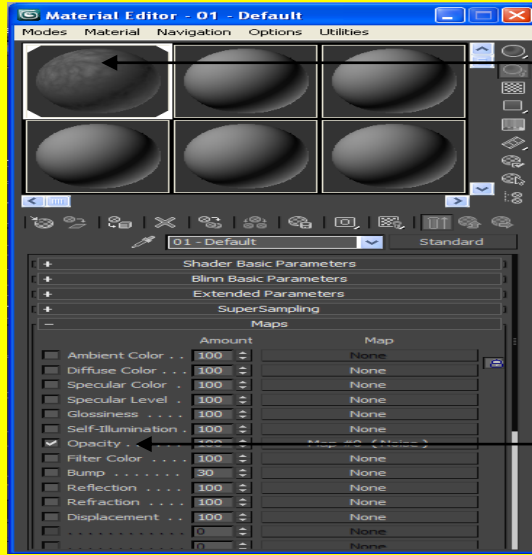 Material Editor - 01 - Default
Modes Material Navigation Options Utilities
01 - Default Standard
+ Shader Basic Parameters
+ Blinn Basic Parameters
+ Extended Parameters
+ SuperSampling
- Maps
Amount Map
Ambient Color . . 100 None
Diffuse Color . . . 100 None
Specular Color . 100 None
Specular Level . 100 None
Glossiness . . . . 100 None
Self-Illumination . 100 None
Opacity . . . . . . 100 Map #0 (Noise)
Filter Color . . . . 100 None
Bump . . . . . . . 30 None
Reflection . . . . 100 None
Refraction . . . . 100 None
Displacement . . 100 None
. . . . . . . . . . . . 0 None
. . . . . . . . . . . . 0 None